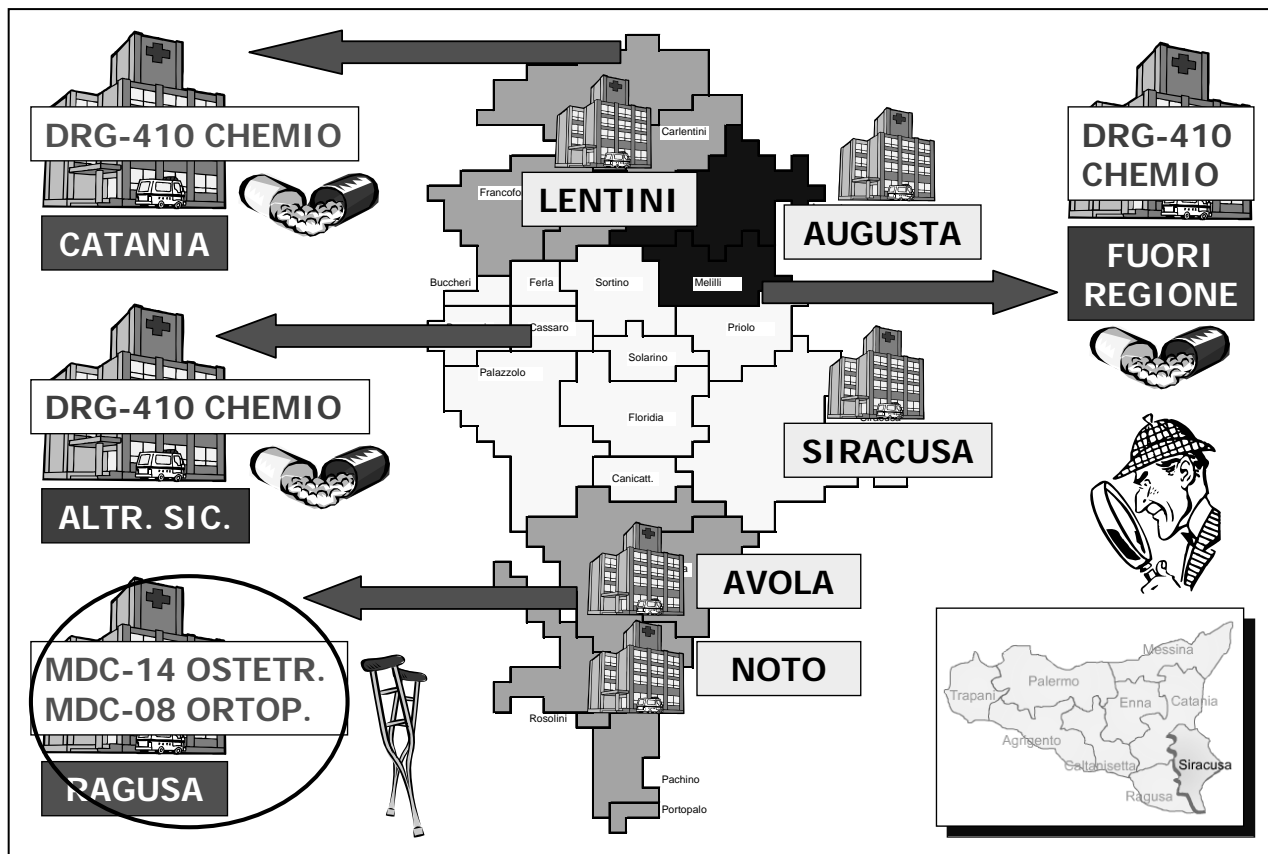 DRG-410 CHEMIO
CATANIA
DRG-410 CHEMIO
ALTR. SIC.
MDC-14 OSTETR.
MDC-08 ORTOP.
RAGUSA
Carlentini
Francofo
LENTINI
AUGUSTA
Buccheri
Ferla
Sortino
Melilli
Cassaro
Priolo
Solarino
Palazzolo
Floridia
SIRACUSA
Canicatt.
AVOLA
NOTO
Rosolini
Pachino
Portopalo
DRG-410
CHEMIO
FUORI
REGIONE
Messina
Palermo
Trapani
Enna
Catania
Agrigento
Caltanisetta
Siracusa
Ragusa